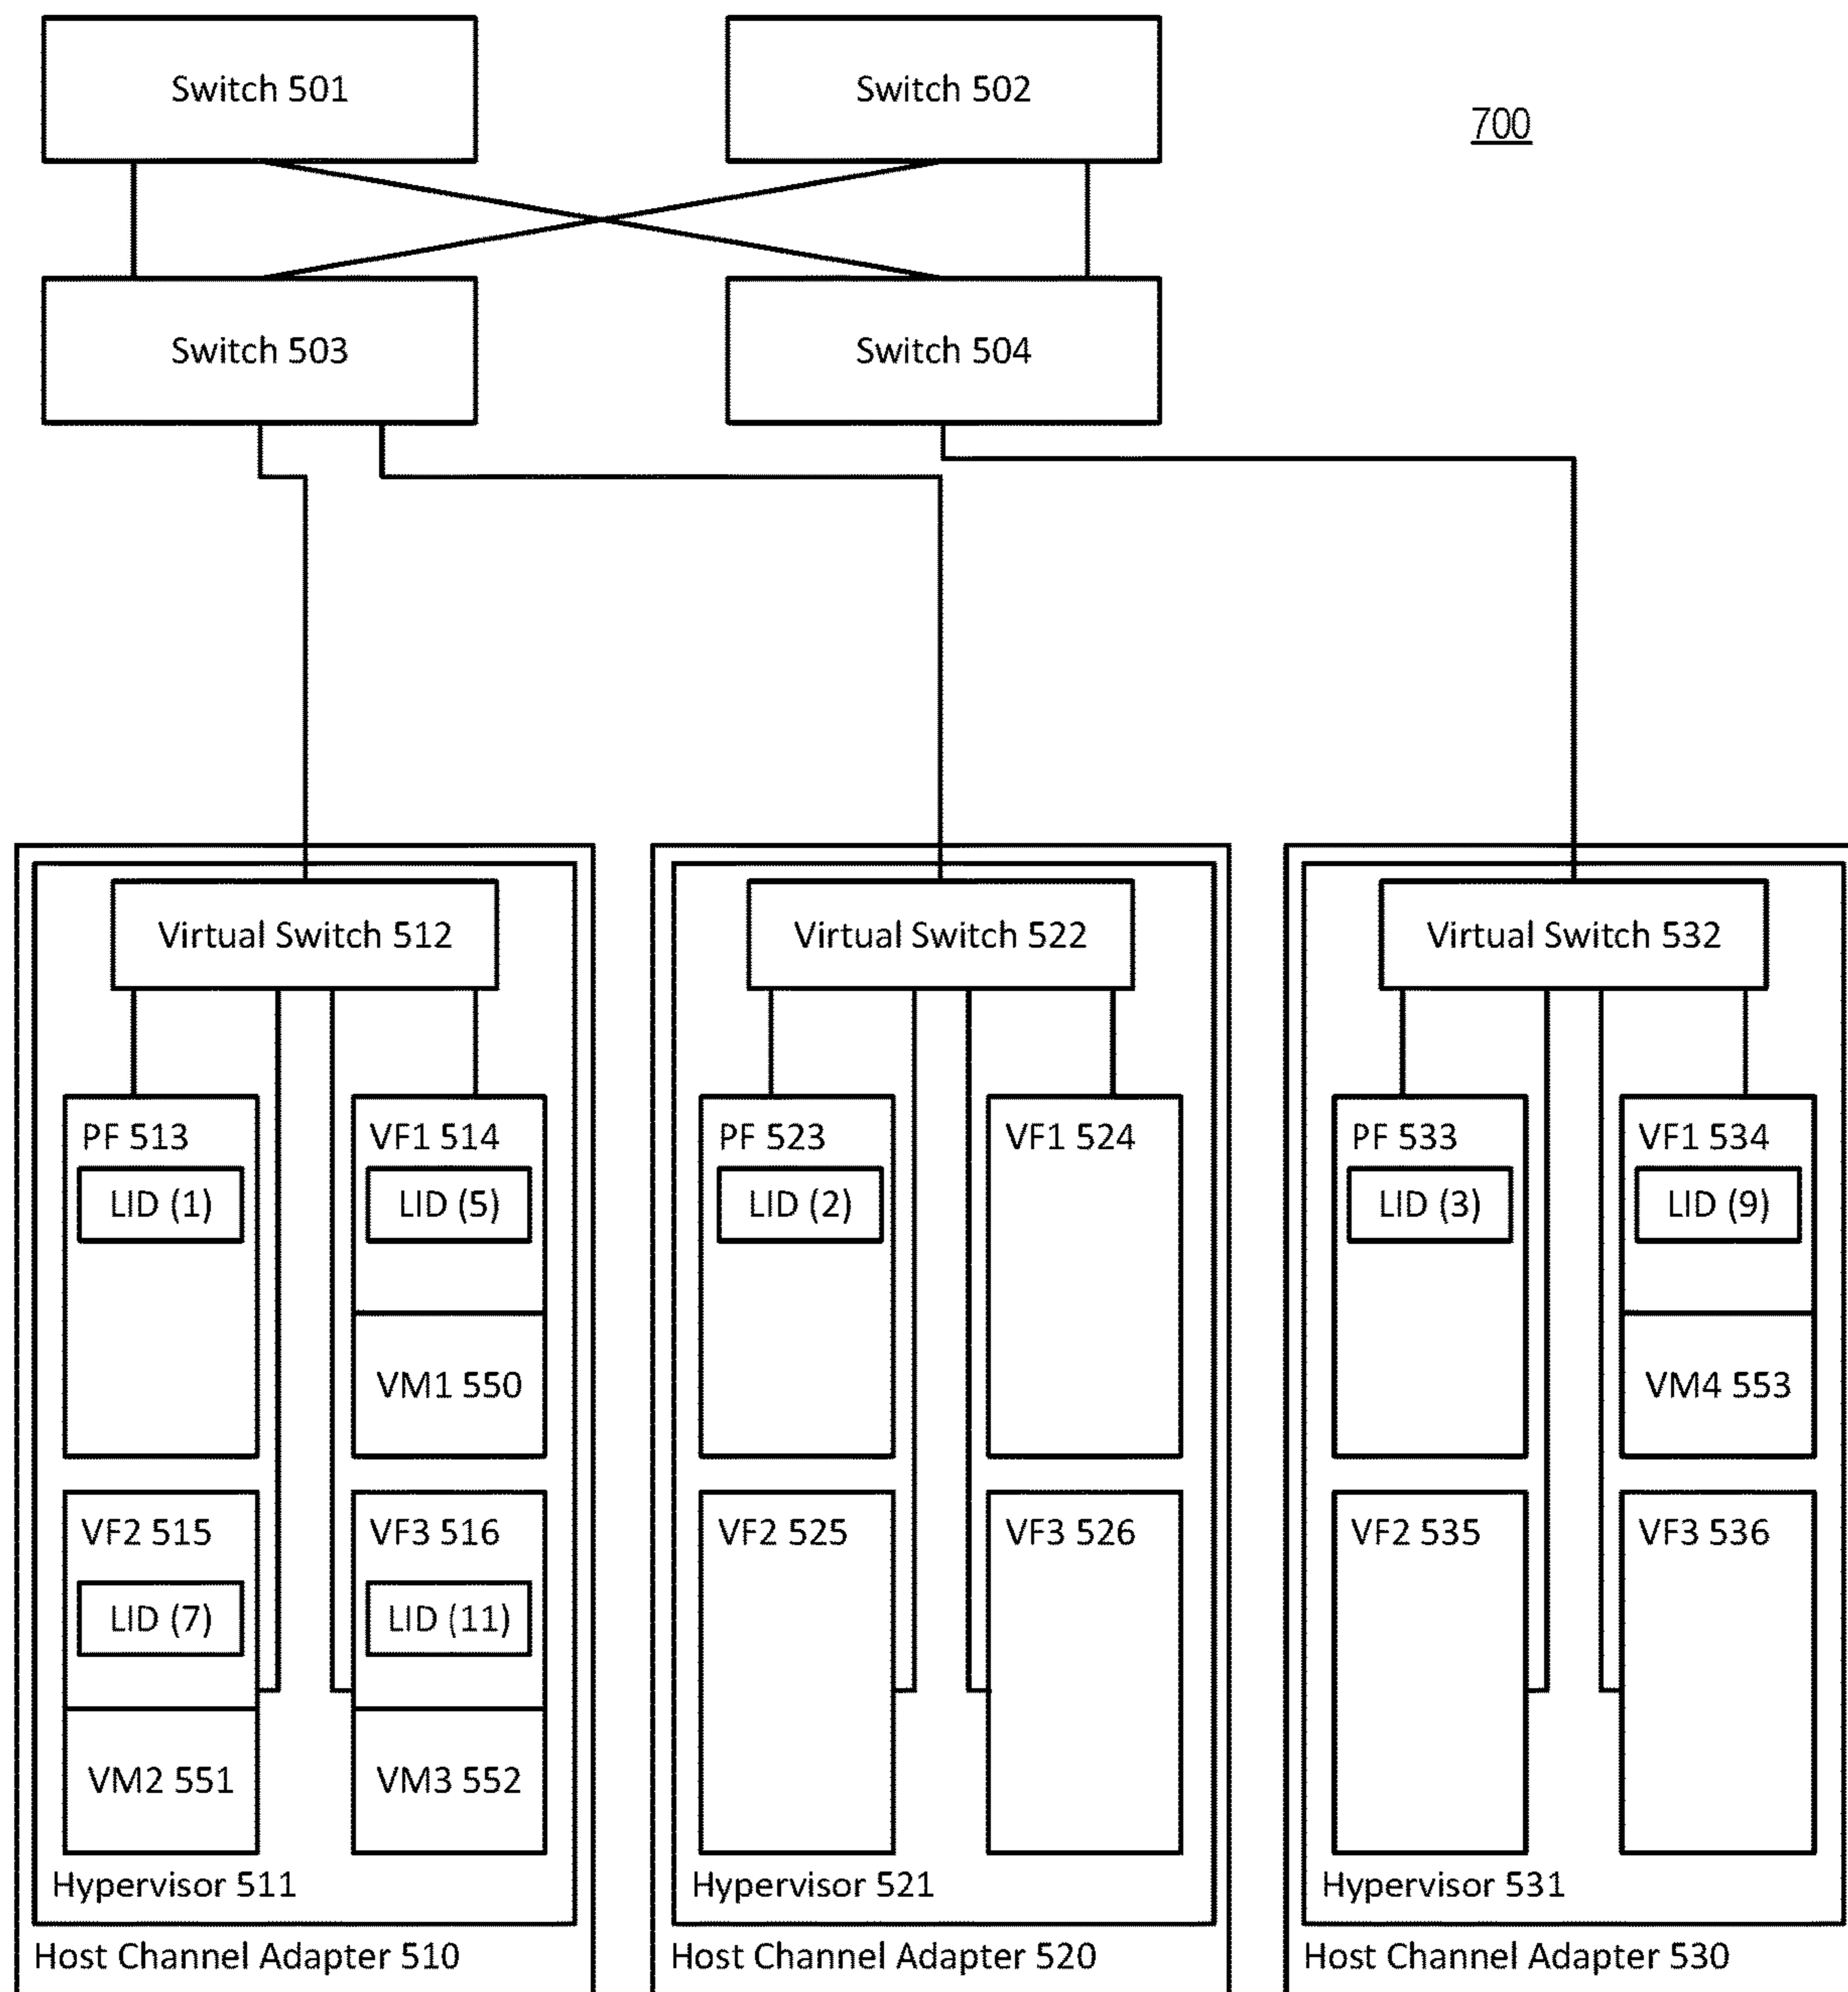 Switch 501
Switch 502
700
Switch 503
Switch 504
Virtual Switch 512
Virtual Switch 522
Virtual Switch 532
PF 513
LID (1)
VF1 514
LID (5)
VM1 550
VF2 515
LID (7)
VM2 551
VF3 516
LID (11)
VM3 552
Hypervisor 511
Host Channel Adapter 510
PF 523
LID (2)
VF1 524
VF2 525
VF3 526
Hypervisor 521
Host Channel Adapter 520
PF 533
LID (3)
VF1 534
LID (9)
VM4 553
VF2 535
VF3 536
Hypervisor 531
Host Channel Adapter 530